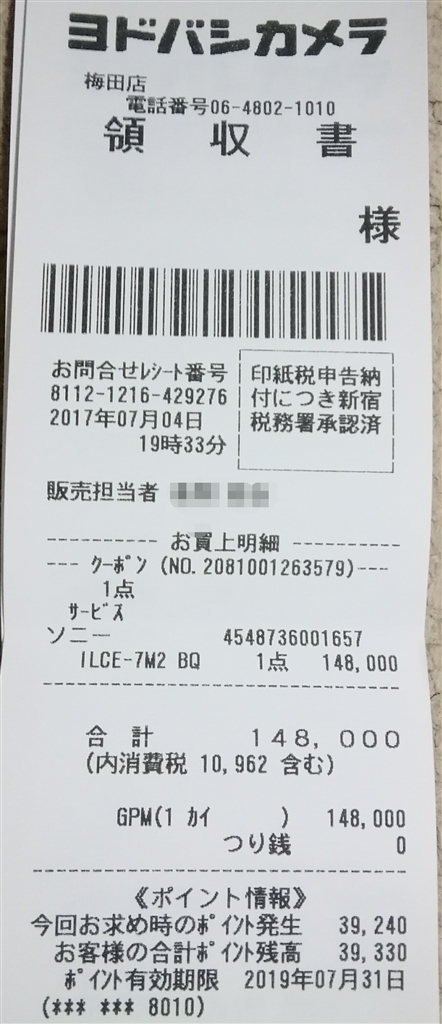 ヨドバシカメラ
梅田店
電話番号06-4802-1010
領 収 書
様
お問合せﾚｼｰﾄ番号
8112-1216-429276
2017年07月04日
19時33分
印紙税申告納
付につき新宿
税務署承認済
販売担当者
---------- お買上明細 ----------
--- ｸｰﾎﾟﾝ (NO.2081001263579)---
1点
ｻｰﾋﾞｽ
ソニー 4548736001657
ILCE-7M2 BQ 1点 148,000
合 計 148,000
(内消費税 10,962 含む)
GPM(1 ｶｲ ) 148,000
つり銭 0
《ポイント情報》
今回お求め時のﾎﾟｲﾝﾄ発生 39,240
お客様の合計ﾎﾟｲﾝﾄ残高 39,330
ﾎﾟｲﾝﾄ有効期限 2019年07月31日
(*** *** 8010)